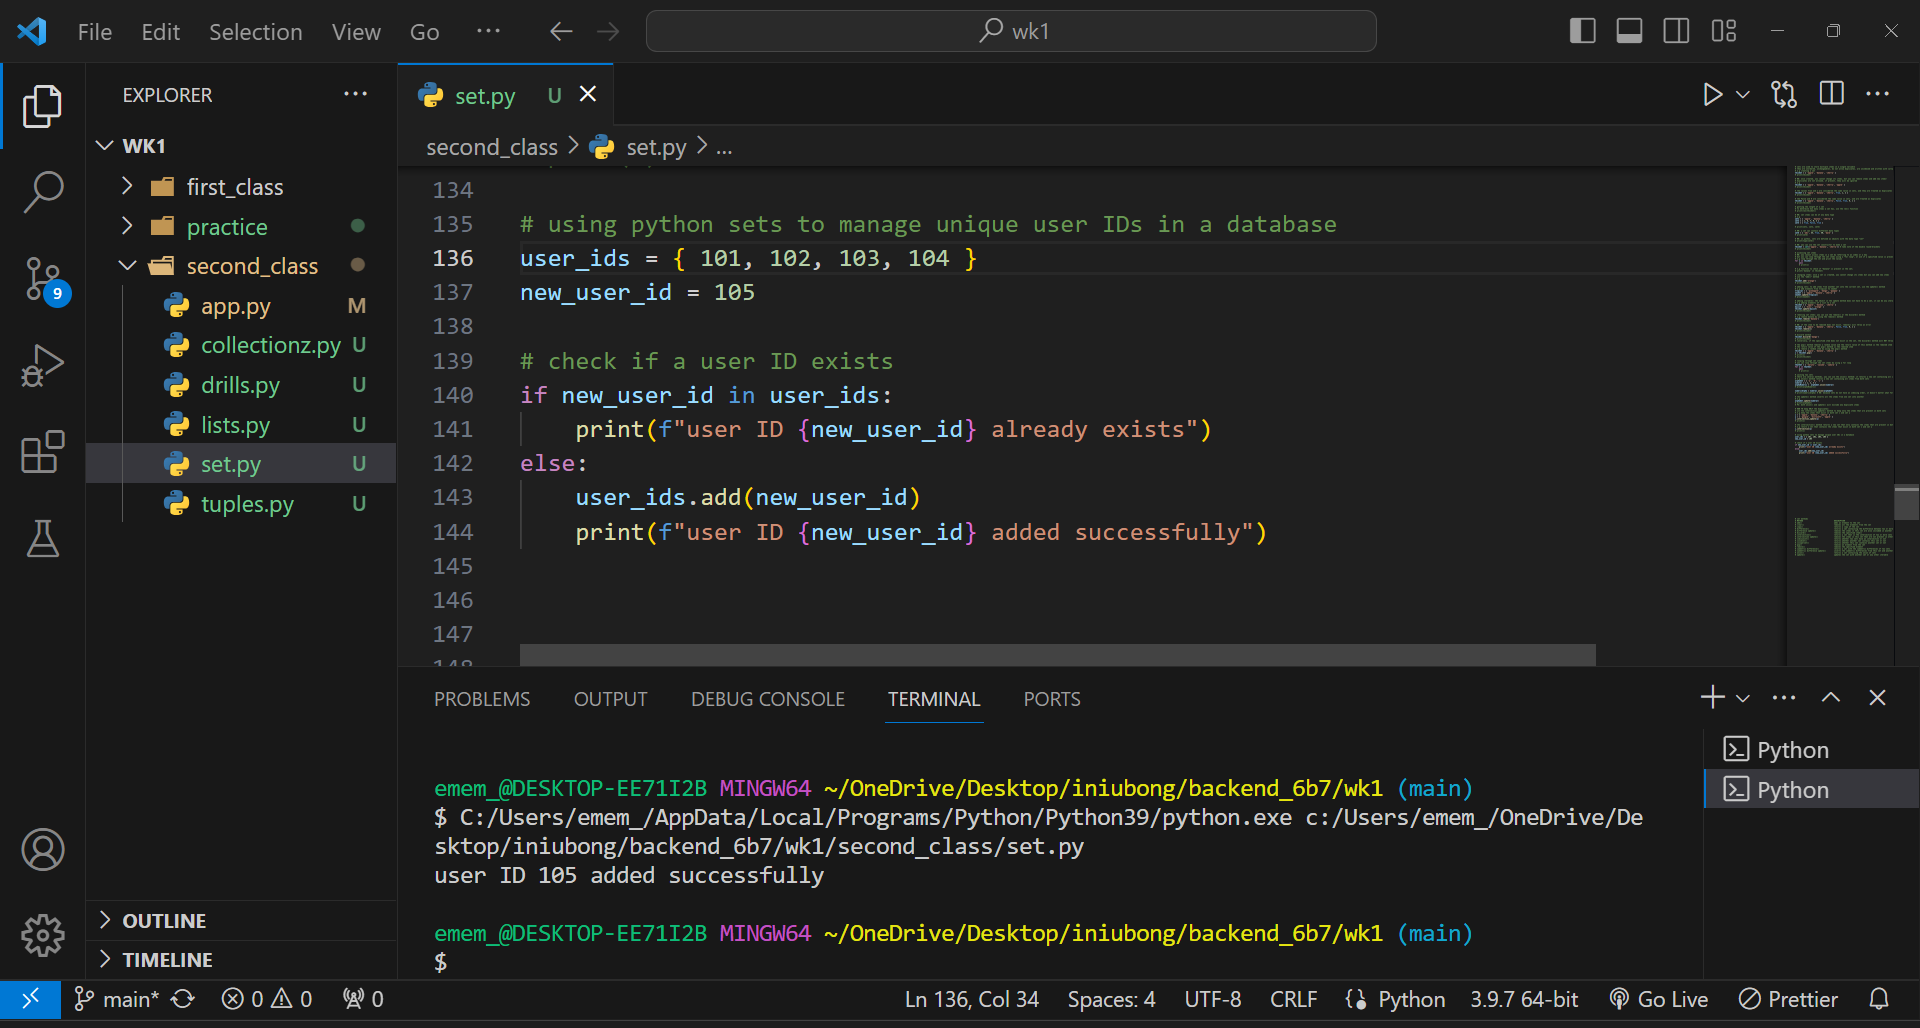 File Edit Selection View Go ··· wk1
EXPLORER ···
WK1
first_class
practice
second_class
app.py M
collectionz.py U
drills.py U
lists.py U
set.py U
tuples.py U
OUTLINE
TIMELINE
9
set.py U
second_class > set.py > ...
134
135 # using python sets to manage unique user IDs in a database
136 user_ids = { 101, 102, 103, 104 }
137 new_user_id = 105
138
139 # check if a user ID exists
140 if new_user_id in user_ids:
141 print(f"user ID {new_user_id} already exists")
142 else:
143 user_ids.add(new_user_id)
144 print(f"user ID {new_user_id} added successfully")
145
146
147
148
PROBLEMS OUTPUT DEBUG CONSOLE TERMINAL PORTS
emem_@DESKTOP-EE71I2B MINGW64 ~/OneDrive/Desktop/iniubong/backend_6b7/wk1 (main)
$ C:/Users/emem_/AppData/Local/Programs/Python/Python39/python.exe c:/Users/emem_/OneDrive/De
sktop/iniubong/backend_6b7/wk1/second_class/set.py
user ID 105 added successfully
emem_@DESKTOP-EE71I2B MINGW64 ~/OneDrive/Desktop/iniubong/backend_6b7/wk1 (main)
$
Python
Python
main* 0 0 0 Ln 136, Col 34 Spaces: 4 UTF-8 CRLF Python 3.9.7 64-bit Go Live Prettier